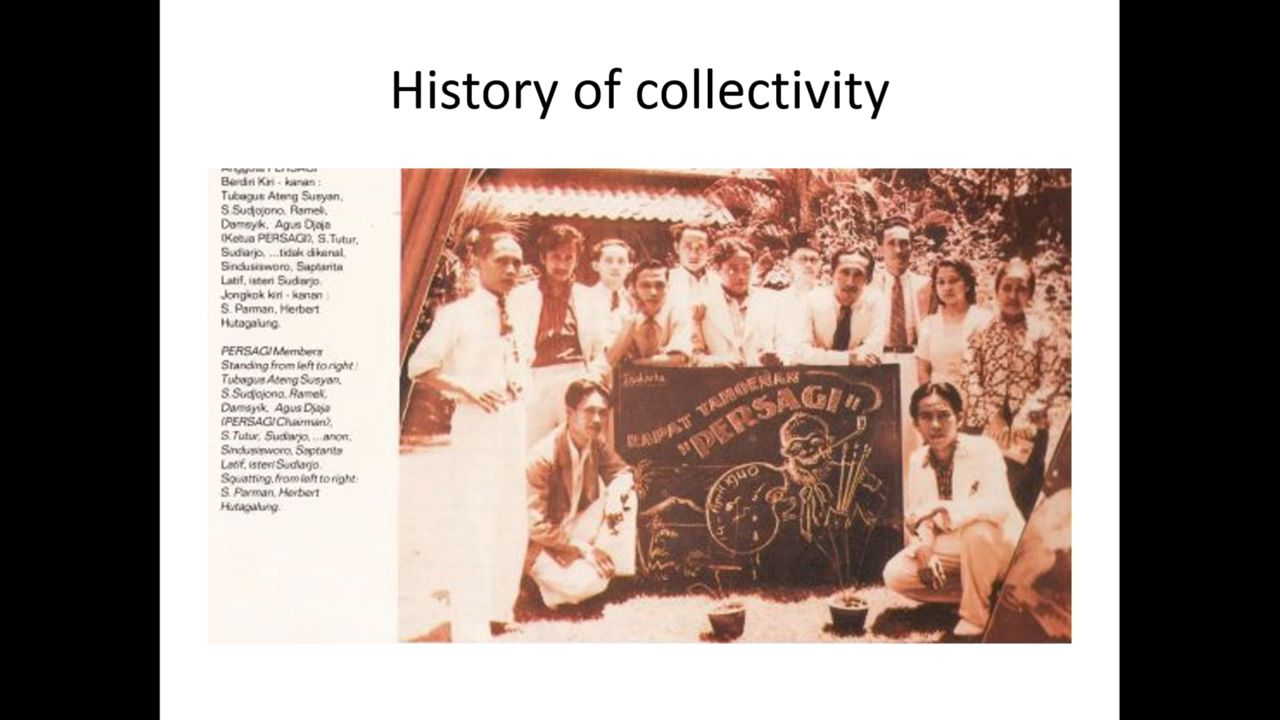 History of collectivity
Anggota PERSAGI
Berdiri Kiri - kanan :
Tubagus Ateng Susyan,
S.Sudjojono, Rameli,
Damsyik, Agus Djaja
(Ketua PERSAGI), S.Tutur,
Sudiarjo, ...tidak dikenal,
Sindusisworo, Saptarita
Latif, isteri Sudiarjo.
Jongkok kiri - kanan :
S. Parman, Herbert
Hutagalung.
PERSAGI Members
Standing from left to right :
Tubagus Ateng Susyan,
S.Sudjojono, Rameli,
Damsyik, Agus Djaja
(PERSAGI Chairman),
S.Tutur, Sudiarjo, ...anon,
Sindusisworo, Saptarita
Latif, isteri Sudiarjo.
Squatting, from left to right:
S. Parman, Herbert
Hutagalung.
RAPAT TAHOENAN
"PERSAGI"
1940